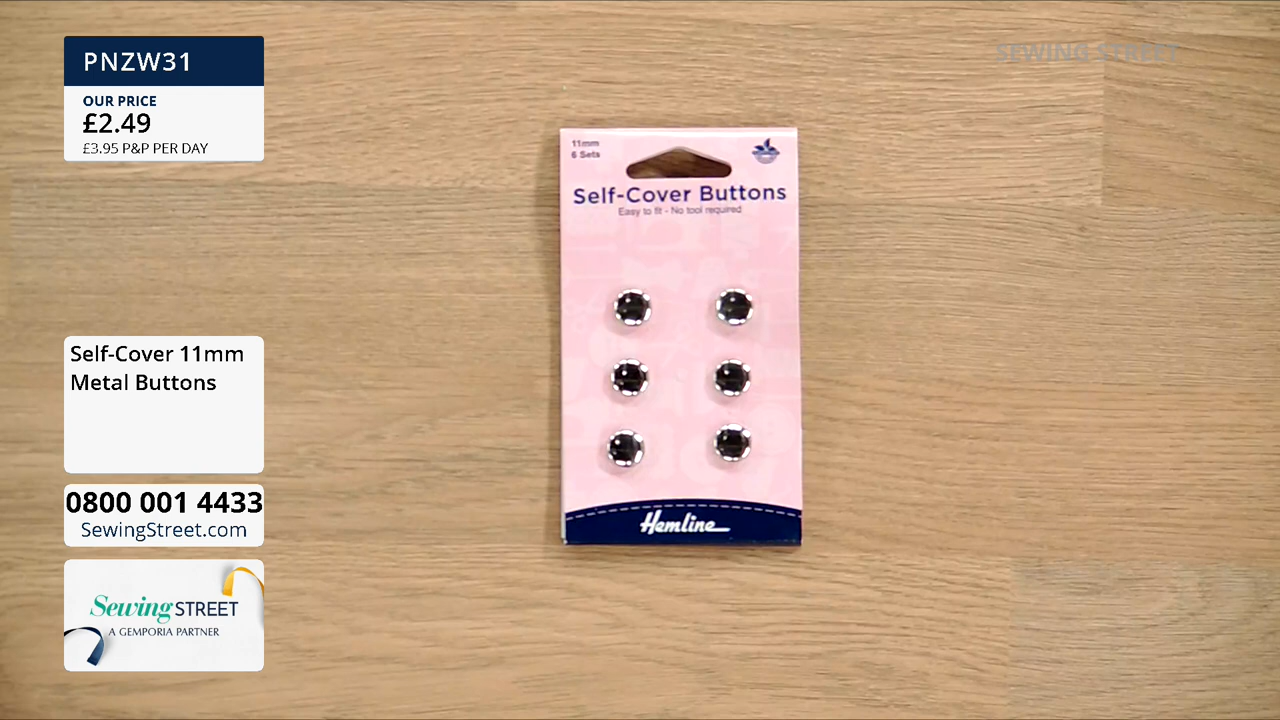 PNZW31
OUR PRICE
£2.49
£3.95 P&P PER DAY
SEWING STREET
11mm
6 Sets
Self-Cover Buttons
Easy to fit - No tool required
Hemline
Self-Cover 11mm
Metal Buttons
0800 001 4433
SewingStreet.com
Sewing STREET
A GEMPORIA PARTNER